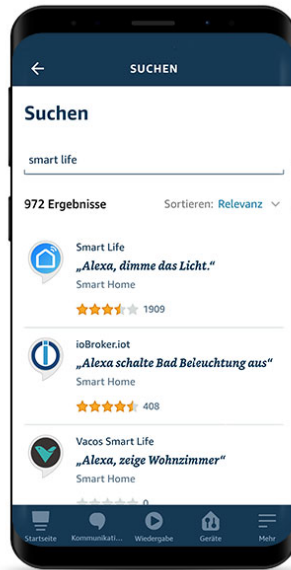 SUCHEN
Suchen
smart life
972 Ergebnisse Sortieren: Relevanz
Smart Life
„Alexa, dimme das Licht.“
Smart Home
1909
ioBroker.iot
„Alexa schalte Bad Beleuchtung aus“
Smart Home
408
Vacos Smart Life
„Alexa, zeige Wohnzimmer“
Smart Home
0
Startseite Kommunikati... Wiedergabe Geräte Mehr